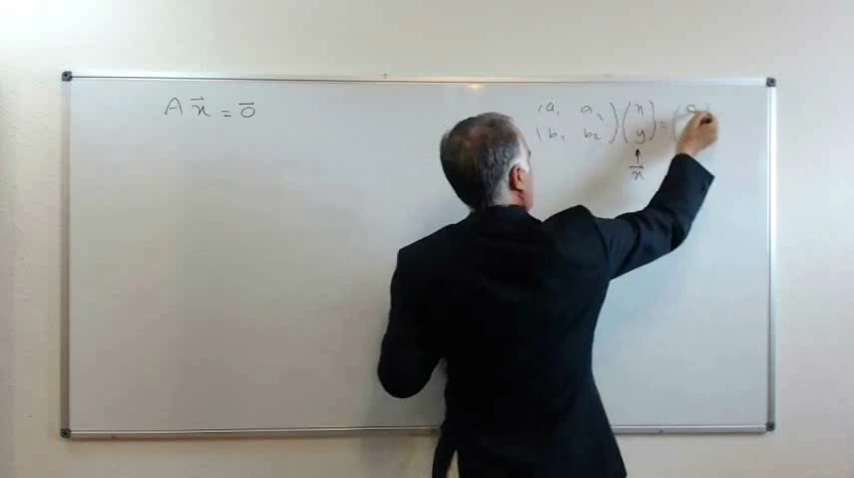 A x⃗ = 0⃗
(a₁ a₂) (x) = (0
(b₁ b₂) (y)
↑
x⃗